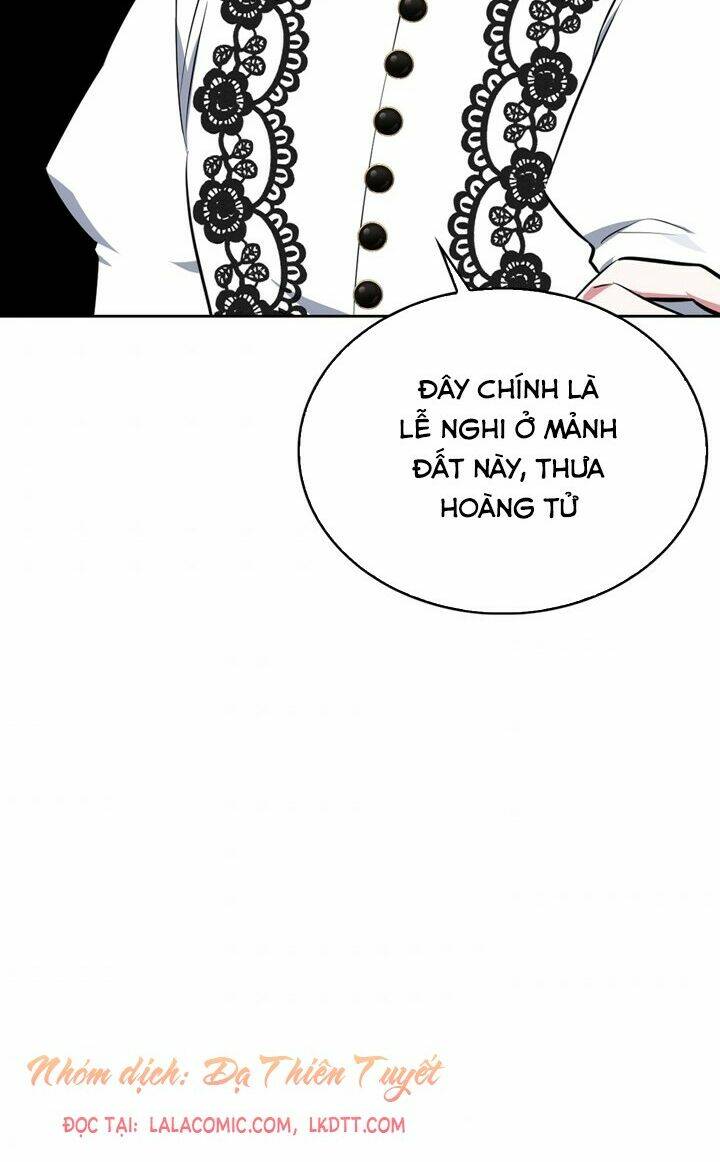 ĐÂY CHÍNH LÀ
LỄ NGHI Ở MẢNH
ĐẤT NÀY, THƯA
HOÀNG TỬ
Nhóm dịch: Dạ Thiên Tuyết
ĐỌC TẠI: LALACOMIC.COM, LKDTT.COM